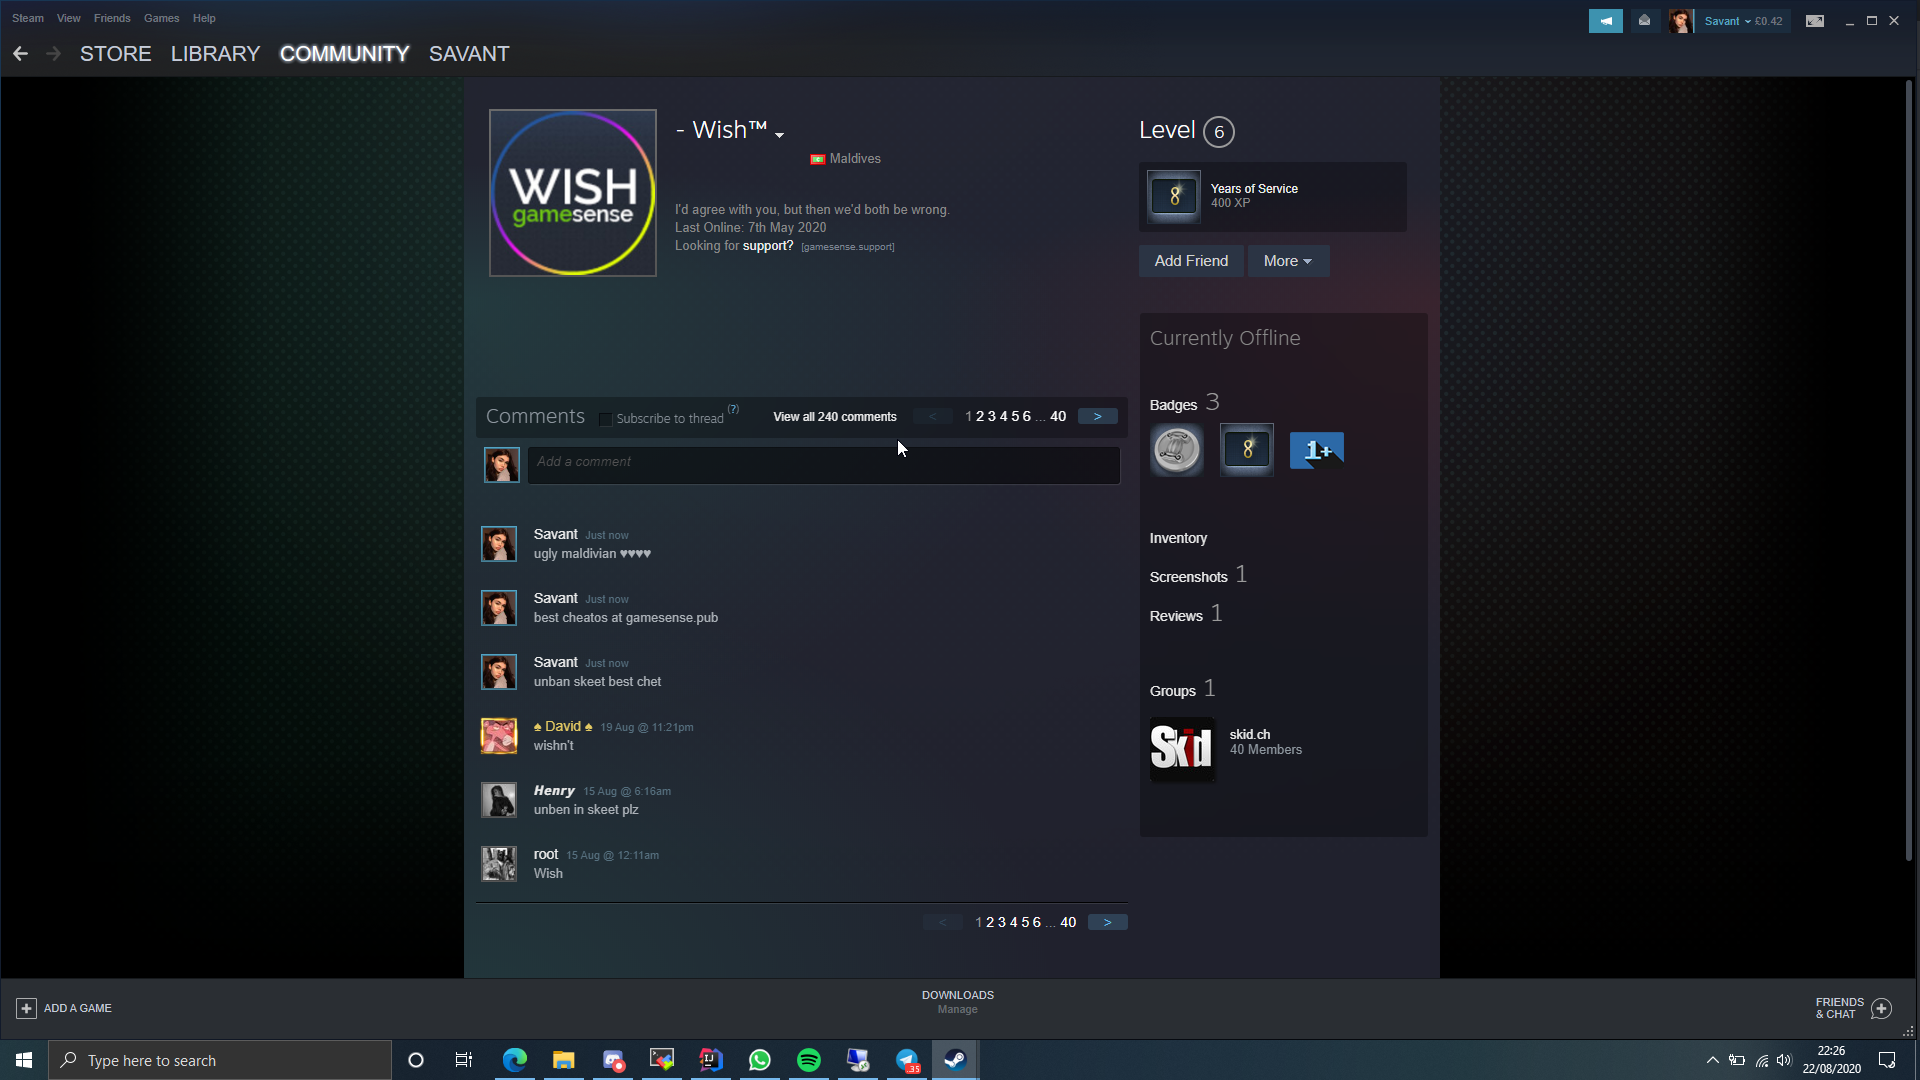 Steam View Friends Games Help
Savant £0.42
STORE LIBRARY COMMUNITY SAVANT
WISH
gamesense
- Wish™
Maldives
I'd agree with you, but then we'd both be wrong.
Last Online: 7th May 2020
Looking for support? [gamesense.support]
Level 6
8
Years of Service
400 XP
Add Friend
More
Currently Offline
Badges 3
8
1+
Inventory
Screenshots 1
Reviews 1
Groups 1
Skid
skid.ch
40 Members
Comments Subscribe to thread (?) View all 240 comments < 1 2 3 4 5 6 ... 40 >
Add a comment
Savant Just now
ugly maldivian ♥♥♥♥
Savant Just now
best cheatos at gamesense.pub
Savant Just now
unban skeet best chet
♠ David ♠ 19 Aug @ 11:21pm
wishn't
Henry 15 Aug @ 6:16am
unben in skeet plz
root 15 Aug @ 12:11am
Wish
< 1 2 3 4 5 6 ... 40 >
ADD A GAME
DOWNLOADS
Manage
FRIENDS
& CHAT
Type here to search
IJ
.35
22:26
22/08/2020